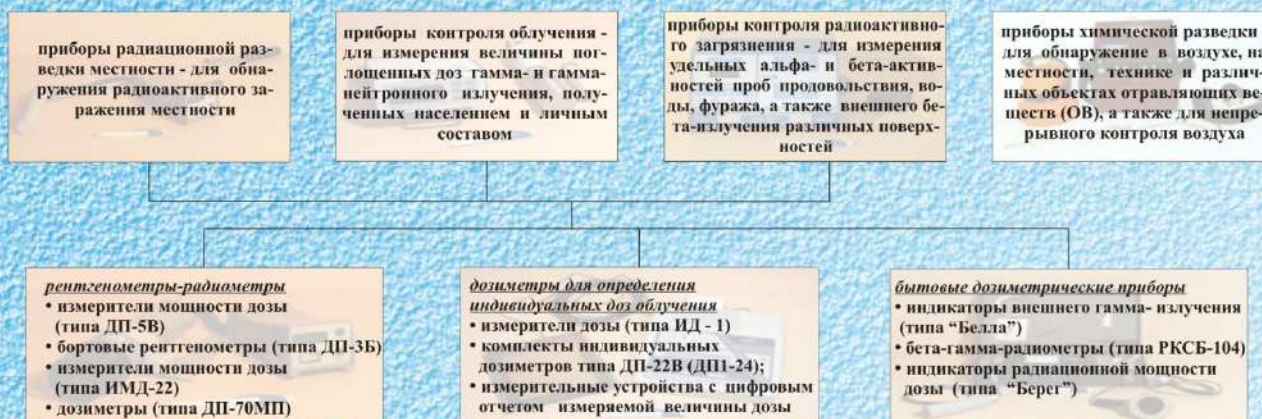 приборы радиационной раз-
ведки местности - для обна-
ружения радиоактивного за-
ражения местности
приборы контроля облучения -
для измерения величины пог-
лощенных доз гамма- и гамма-
нейтронного излучения, полу-
ченных населением и личным
составом
приборы контроля радиоактивно-
го загрязнения - для измерения
удельных альфа- и бета-актив-
ностей проб продовольствия, во-
ды, фуража, а также внешнего бе-
та-излучения различных поверх-
ностей
приборы химической разведки
для обнаружение в воздухе, на
местности, технике и различ-
ных объектах отравляющих ве-
ществ (ОВ), а также для непре-
рывного контроля воздуха
рентгенометры-радиометры
• измерители мощности дозы
(типа ДП-5В)
• бортовые рентгенометры (типа ДП-3Б)
• измерители мощности дозы
(типа ИМД-22)
• дозиметры (типа ДП-70МП)
дозиметры для определения
индивидуальных доз облучения
• измерители дозы (типа ИД - 1)
• комплекты индивидуальных
дозиметров типа ДП-22В (ДП1-24);
• измерительные устройства с цифровым
отчетом измеряемой величины дозы
бытовые дозиметрические приборы
• индикаторы внешнего гамма- излучения
(типа “Белла”)
• бета-гамма-радиометры (типа РКСБ-104)
• индикаторы радиационной мощности
дозы (типа “Берег”)